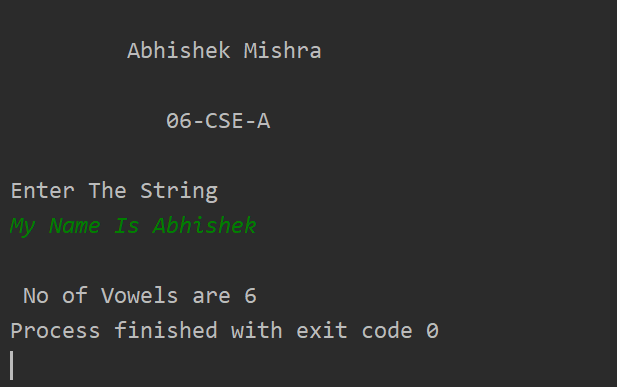 Abhishek Mishra
06-CSE-A
Enter The String
My Name Is Abhishek
No of Vowels are 6
Process finished with exit code 0